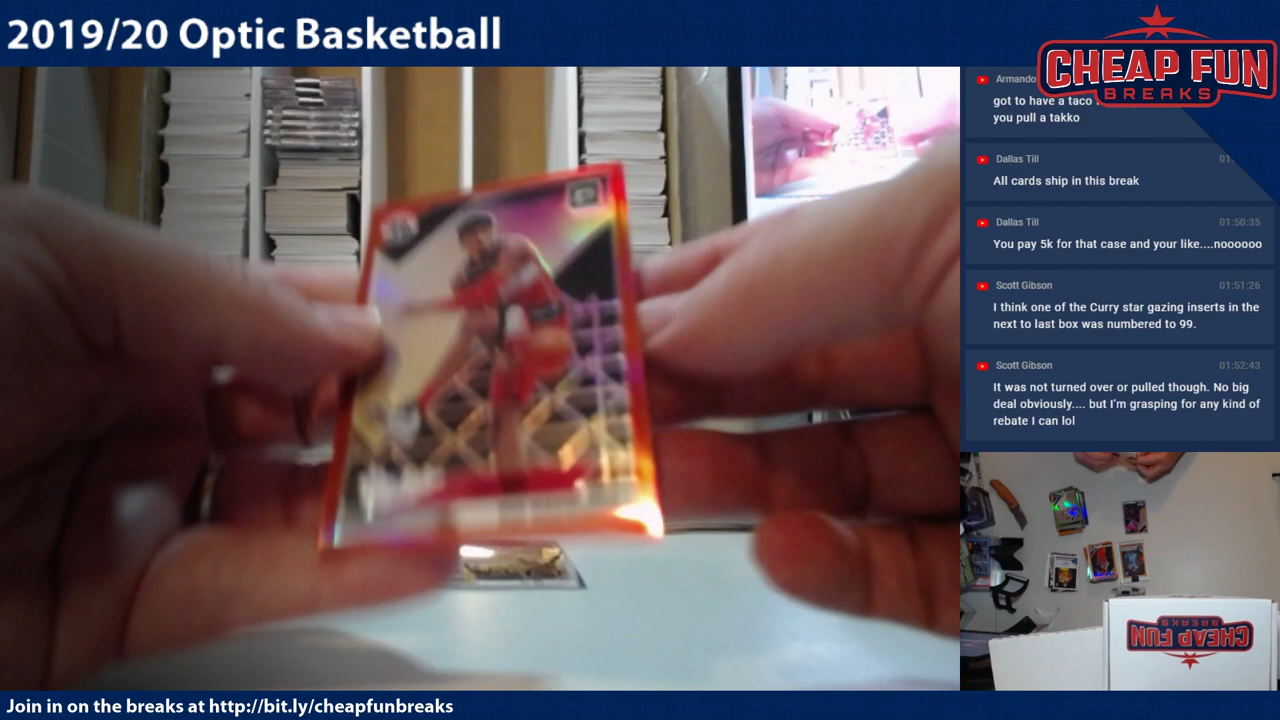 2019/20 Optic Basketball
CHEAP FUN
BREAKS
Armando
got to have a taco
you pull a takko
Dallas Till
All cards ship in this break
Dallas Till 01:50:35
You pay 5k for that case and your like....noooooo
Scott Gibson 01:51:26
I think one of the Curry star gazing inserts in the
next to last box was numbered to 99.
Scott Gibson 01:52:43
It was not turned over or pulled though. No big
deal obviously.... but I'm grasping for any kind of
rebate I can lol
CHEAP FUN
BREAKS
Join in on the breaks at http://bit.ly/cheapfunbreaks